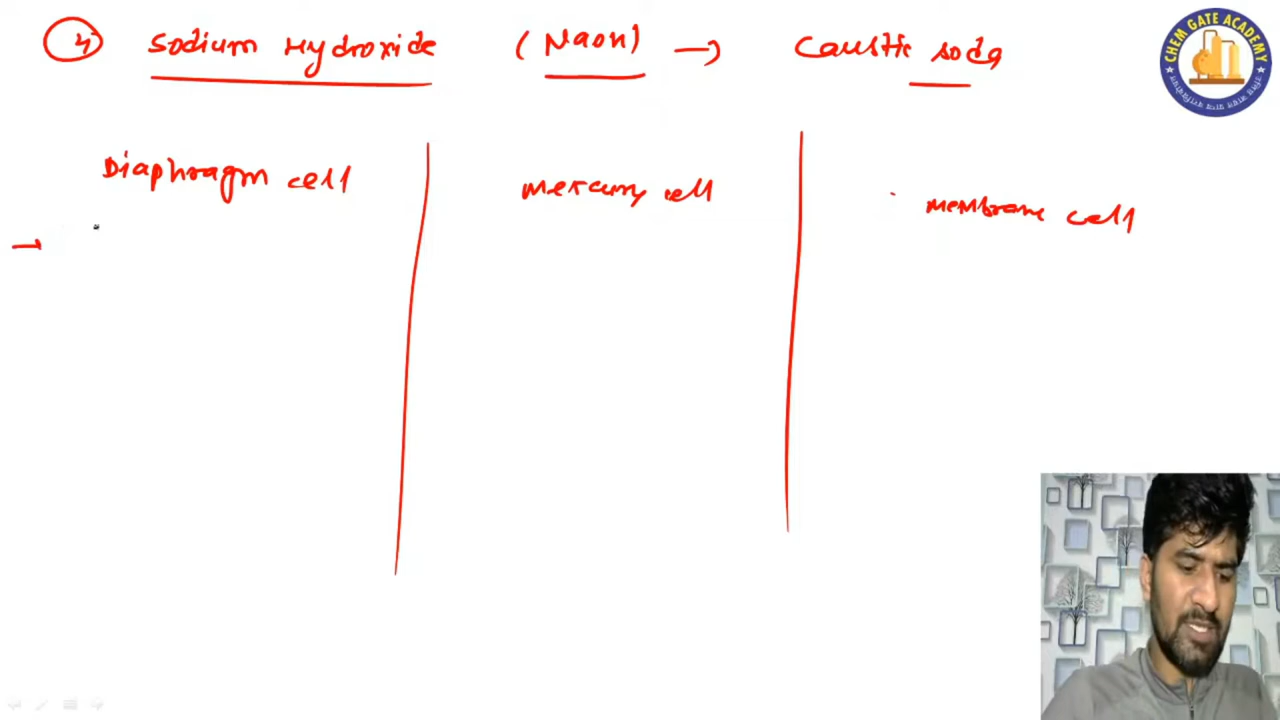 4) Sodium Hydroxide (NaOH) → Caustic soda
Diaphragm cell
mercury cell
membrane cell
→
CHEM GATE ACADEMY